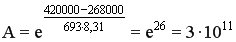 A = e^((420000−268000)/(693·8,31)) = e^26 = 3·10^11